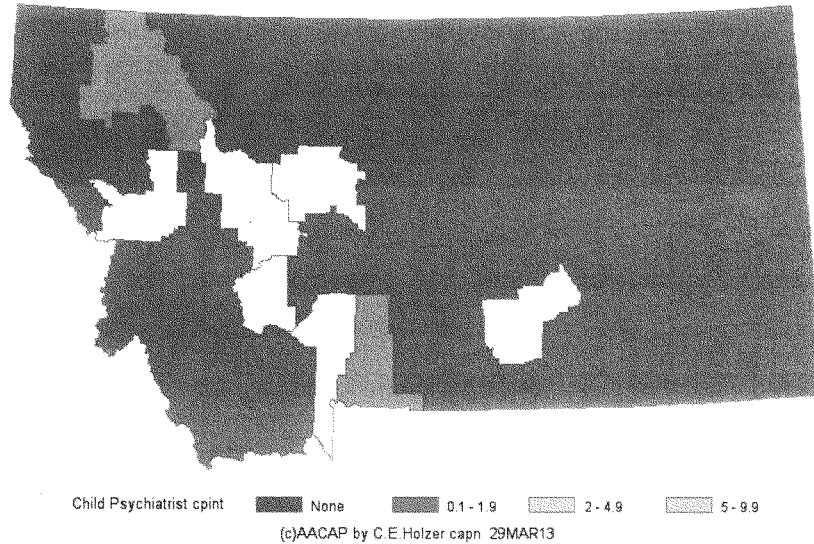 Child Psychiatrist cpint None 0.1 - 1.9 2 - 4.9 5 - 9.9
(c)AACAP by C.E.Holzer capn 29MAR13